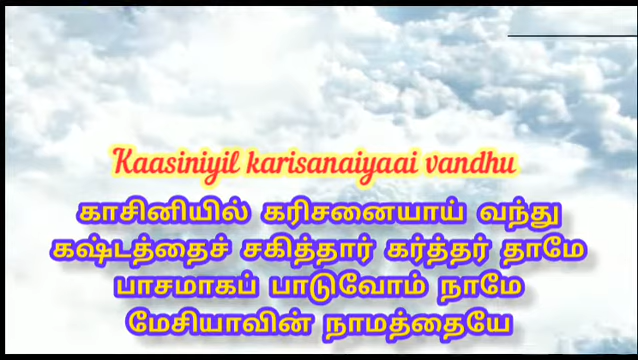 Kaasiniyil karisanaiyaai vandhu
காசினியில் கரிசனையாய் வந்து
கஷ்டத்தைச் சகித்தார் கர்த்தர் தாமே
பாசமாகப் பாடுவோம் நாமே
மேசியாவின் நாமத்தையே